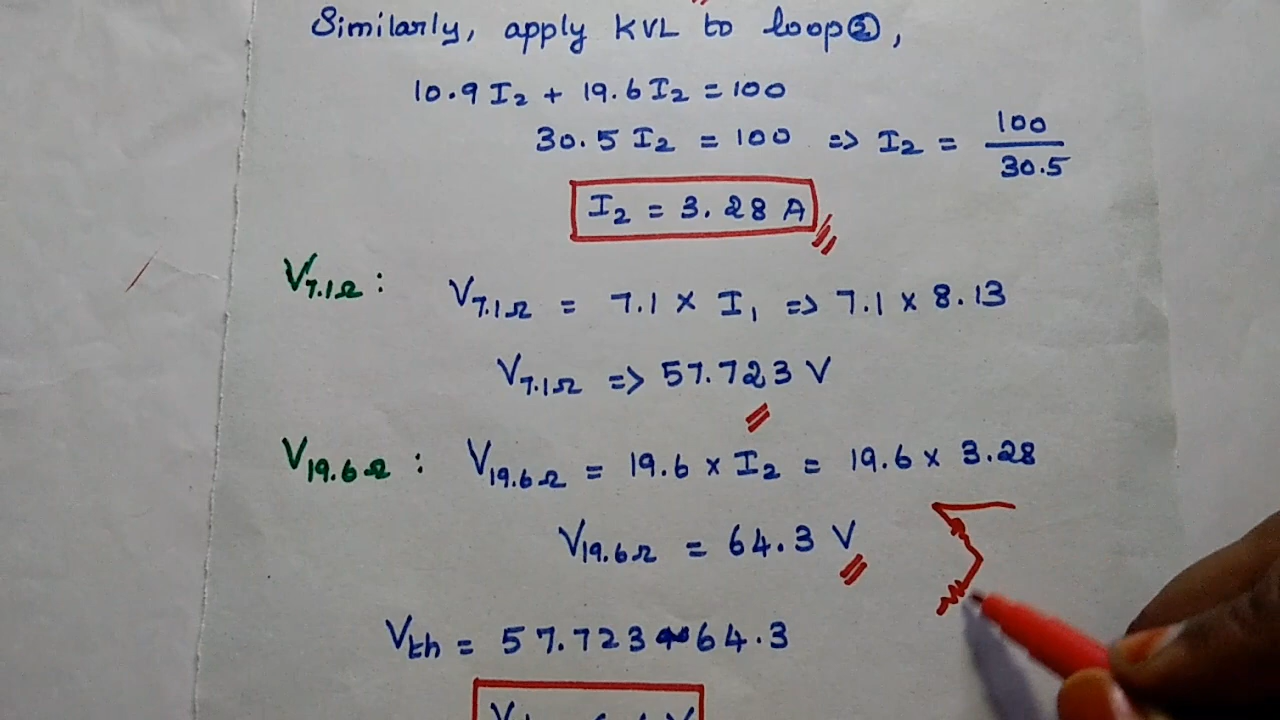 Similarly, apply KVL to loop②,
10.9 I₂ + 19.6 I₂ = 100
30.5 I₂ = 100 => I₂ = 100 / 30.5
I₂ = 3.28 A
V₇.₁Ω : V₇.₁Ω = 7.1 × I₁ => 7.1 × 8.13
V₇.₁Ω => 57.723 V
V₁₉.₆Ω : V₁₉.₆Ω = 19.6 × I₂ = 19.6 × 3.28
V₁₉.₆Ω = 64.3 V
Vth = 57.723 ~ 64.3